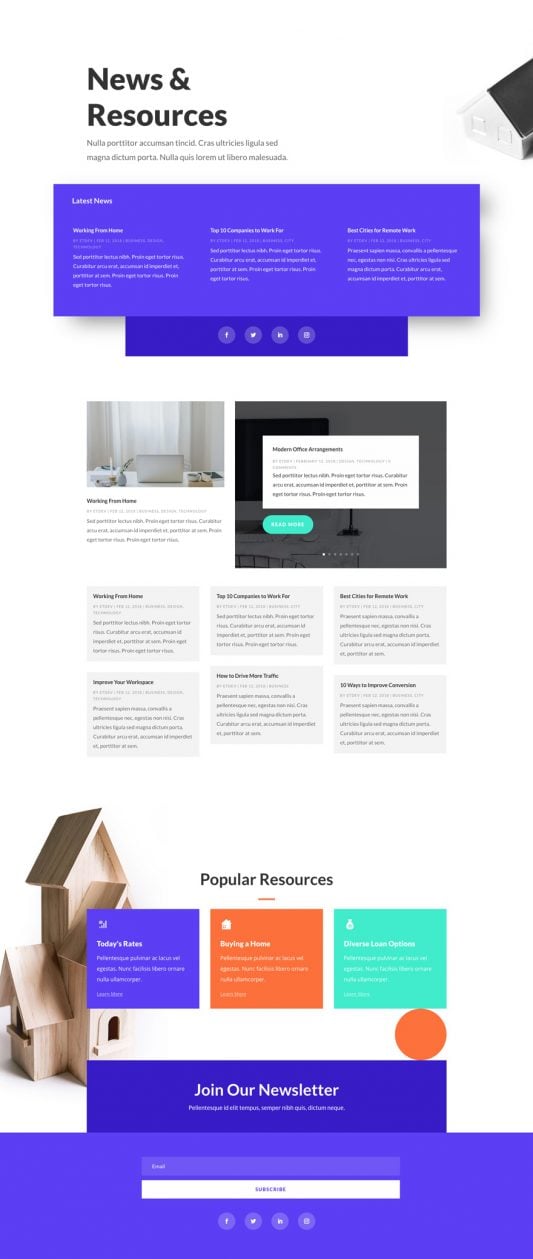 News &
Resources
Nulla porttitor accumsan tincid. Cras ultricies ligula sed
magna dictum porta. Nulla quis lorem ut libero malesuada.
Latest News
Working From Home
BY ETDEV | FEB 12, 2018 | BUSINESS, DESIGN,
TECHNOLOGY
Sed porttitor lectus nibh. Proin eget tortor risus.
Curabitur arcu erat, accumsan id imperdiet et,
porttitor at sem. Proin eget tortor risus. Proin
eget tortor risus.
Top 10 Companies to Work For
BY ETDEV | FEB 12, 2018 | BUSINESS, CITY
Sed porttitor lectus nibh. Proin eget tortor risus.
Curabitur arcu erat, accumsan id imperdiet et,
porttitor at sem. Proin eget tortor risus. Proin
eget tortor risus.
Best Cities for Remote Work
BY ETDEV | FEB 12, 2018 | BUSINESS, CITY
Praesent sapien massa, convallis a pellentesque
nec, egestas non nisi. Cras ultricies ligula sed
magna dictum porta. Curabitur arcu erat,
accumsan id imperdiet et, porttitor at sem.
Working From Home
BY ETDEV | FEB 12, 2018 | BUSINESS, DESIGN, TECHNOLOGY
Sed porttitor lectus nibh. Proin eget tortor risus. Curabitur
arcu erat, accumsan id imperdiet et, porttitor at sem. Proin
eget tortor risus. Proin eget tortor risus.
Modern Office Arrangements
BY ETDEV | FEBRUARY 12, 2018 | DESIGN, TECHNOLOGY | 0
COMMENTS
Sed porttitor lectus nibh. Proin eget tortor risus. Curabitur
arcu erat, accumsan id imperdiet et, porttitor at sem. Proin
eget tortor risus. Proin eget tortor risus.
READ MORE
Working From Home
BY ETDEV | FEB 12, 2018 | BUSINESS, DESIGN,
TECHNOLOGY
Sed porttitor lectus nibh. Proin eget tortor
risus. Curabitur arcu erat, accumsan id
imperdiet et, porttitor at sem. Proin eget
tortor risus. Proin eget tortor risus.
Top 10 Companies to Work For
BY ETDEV | FEB 12, 2018 | BUSINESS, CITY
Sed porttitor lectus nibh. Proin eget tortor
risus. Curabitur arcu erat, accumsan id
imperdiet et, porttitor at sem. Proin eget
tortor risus. Proin eget tortor risus.
Best Cities for Remote Work
BY ETDEV | FEB 12, 2018 | BUSINESS, CITY
Praesent sapien massa, convallis a
pellentesque nec, egestas non nisi. Cras
ultricies ligula sed magna dictum porta.
Curabitur arcu erat, accumsan id imperdiet
et, porttitor at sem.
Improve Your Workspace
BY ETDEV | FEB 12, 2018 | BUSINESS, DESIGN,
TECHNOLOGY
Praesent sapien massa, convallis a
pellentesque nec, egestas non nisi. Cras
ultricies ligula sed magna dictum porta.
Curabitur arcu erat, accumsan id imperdiet
et, porttitor at sem.
How to Drive More Traffic
BY ETDEV | FEB 12, 2018 | BUSINESS
Praesent sapien massa, convallis a
pellentesque nec, egestas non nisi. Cras
ultricies ligula sed magna dictum porta.
Curabitur arcu erat, accumsan id imperdiet
et, porttitor at sem.
10 Ways to Improve Conversion
BY ETDEV | FEB 12, 2018 | BUSINESS, CITY
Praesent sapien massa, convallis a
pellentesque nec, egestas non nisi. Cras
ultricies ligula sed magna dictum porta.
Curabitur arcu erat, accumsan id imperdiet
et, porttitor at sem.
Popular Resources
Today's Rates
Pellentesque pulvinar ac lacus vel
egestas. Nunc facilisis libero ornare
nulla ullamcorper.
Learn More
Buying a Home
Pellentesque pulvinar ac lacus vel
egestas. Nunc facilisis libero ornare
nulla ullamcorper.
Learn More
Diverse Loan Options
Pellentesque pulvinar ac lacus vel
egestas. Nunc facilisis libero ornare
nulla ullamcorper.
Learn More
Join Our Newsletter
Pellentesque id elit tempus, semper nibh quis, dictum neque.
Email
SUBSCRIBE